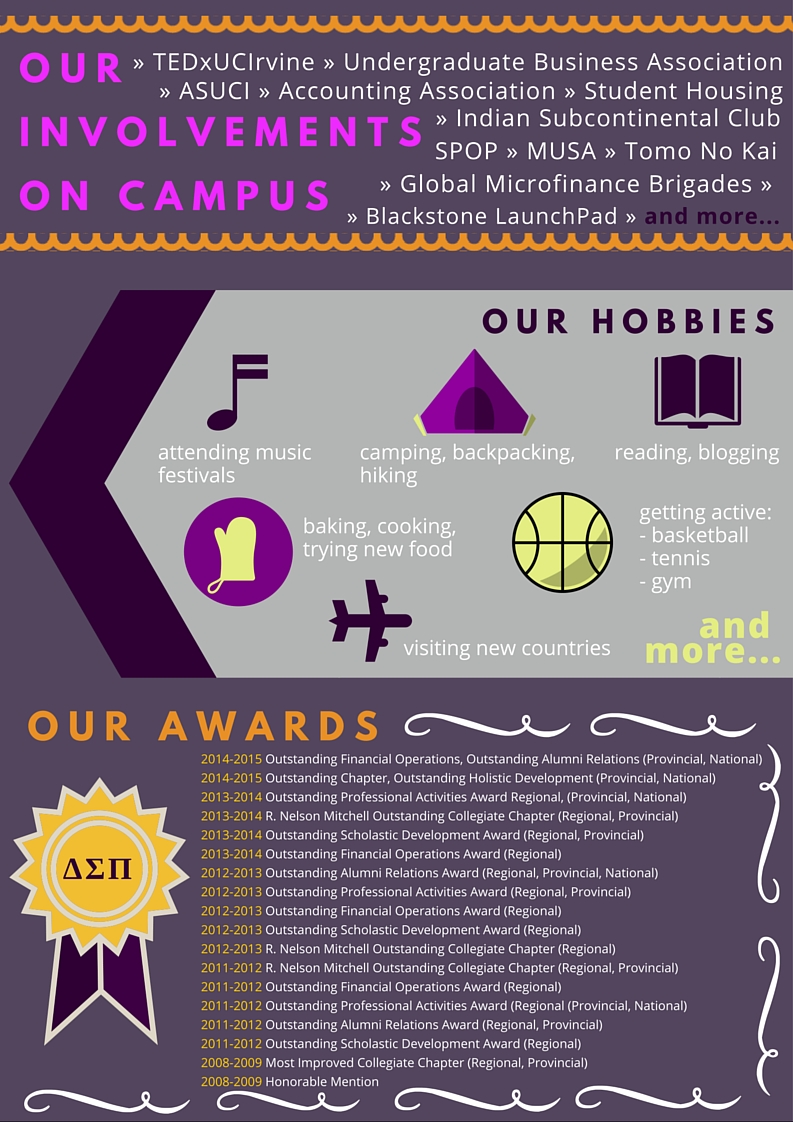 OUR » TEDxUCIrvine » Undergraduate Business Association
» ASUCI » Accounting Association » Student Housing
INVOLVEMENTS » Indian Subcontinental Club
SPOP » MUSA » Tomo No Kai
ON CAMPUS » Global Microfinance Brigades »
» Blackstone LaunchPad » and more...
OUR HOBBIES
attending music
festivals
camping, backpacking,
hiking
reading, blogging
baking, cooking,
trying new food
getting active:
- basketball
- tennis
- gym
visiting new countries
and
more...
OUR AWARDS
ΔΣΠ
2014-2015 Outstanding Financial Operations, Outstanding Alumni Relations (Provincial, National)
2014-2015 Outstanding Chapter, Outstanding Holistic Development (Provincial, National)
2013-2014 Outstanding Professional Activities Award Regional, (Provincial, National)
2013-2014 R. Nelson Mitchell Outstanding Collegiate Chapter (Regional, Provincial)
2013-2014 Outstanding Scholastic Development Award (Regional, Provincial)
2013-2014 Outstanding Financial Operations Award (Regional)
2012-2013 Outstanding Alumni Relations Award (Regional, Provincial, National)
2012-2013 Outstanding Professional Activities Award (Regional, Provincial)
2012-2013 Outstanding Financial Operations Award (Regional)
2012-2013 Outstanding Scholastic Development Award (Regional)
2012-2013 R. Nelson Mitchell Outstanding Collegiate Chapter (Regional)
2011-2012 R. Nelson Mitchell Outstanding Collegiate Chapter (Regional, Provincial)
2011-2012 Outstanding Financial Operations Award (Regional)
2011-2012 Outstanding Professional Activities Award (Regional (Provincial, National)
2011-2012 Outstanding Alumni Relations Award (Regional, Provincial)
2011-2012 Outstanding Scholastic Development Award (Regional)
2008-2009 Most Improved Collegiate Chapter (Regional, Provincial)
2008-2009 Honorable Mention